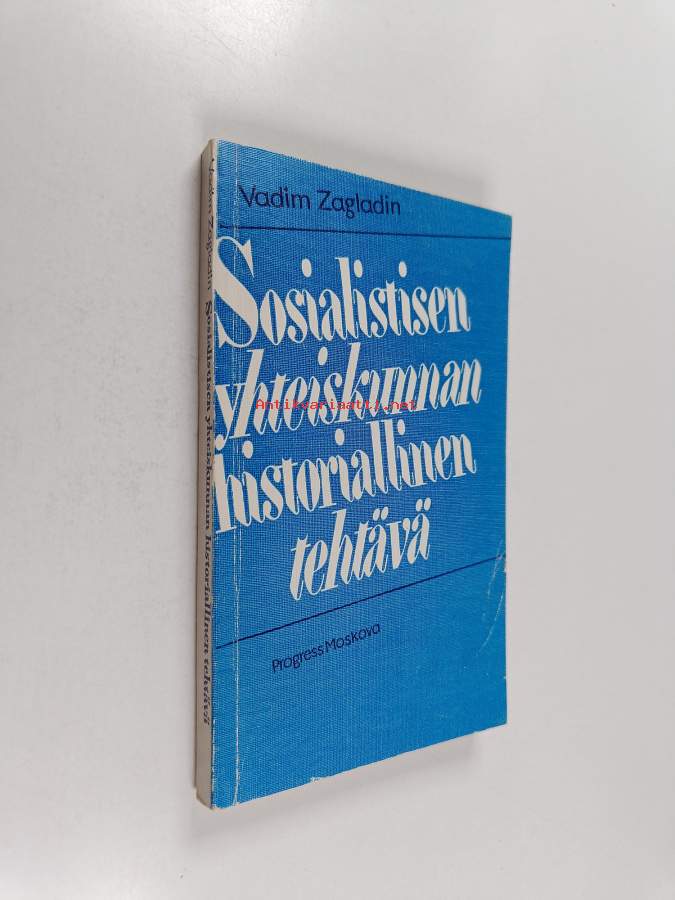 Vadim Zagladin
Sosialistisen
yhteiskunnan
historiallinen
tehtävä
Progress Moskova
Vadim Zagladin Sosialistisen yhteiskunnan historiallinen tehtävä
Antikvariaatti.net